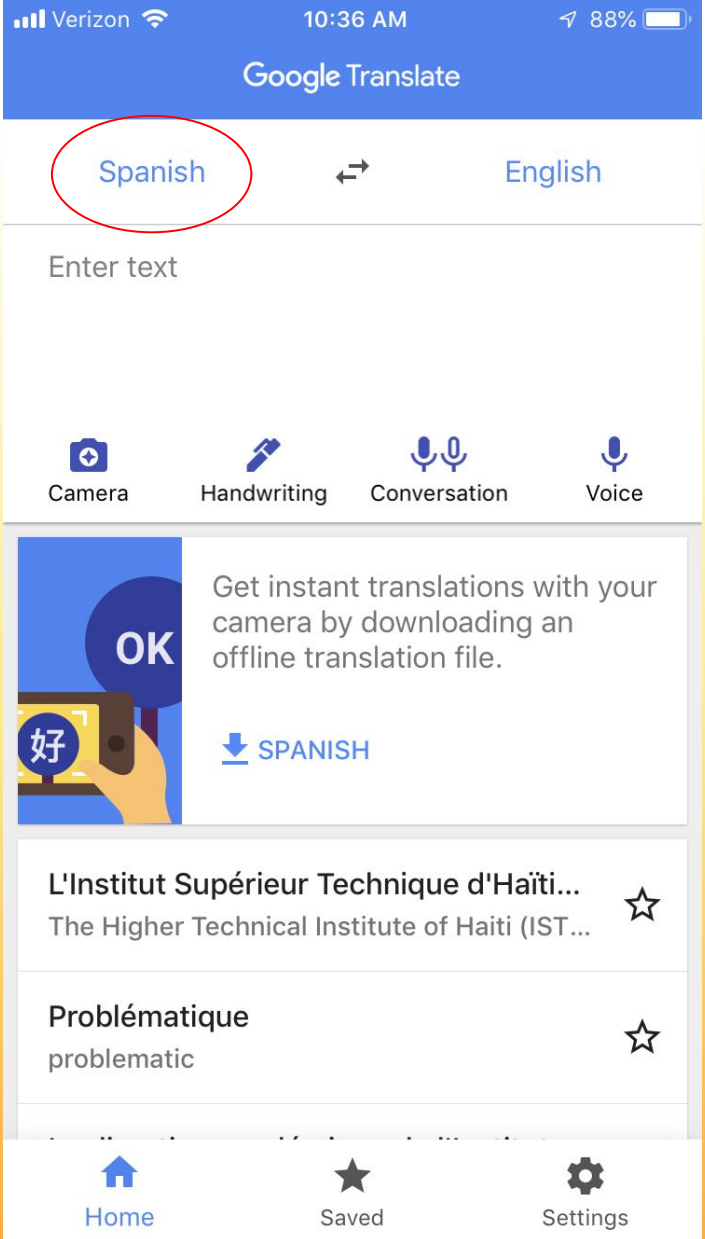 Verizon 10:36 AM 88%
Google Translate
Spanish English
Enter text
Camera Handwriting Conversation Voice
OK
好
Get instant translations with your
camera by downloading an
offline translation file.
SPANISH
L'Institut Supérieur Technique d'Haïti...
The Higher Technical Institute of Haiti (IST...
Problématique
problematic
Home Saved Settings